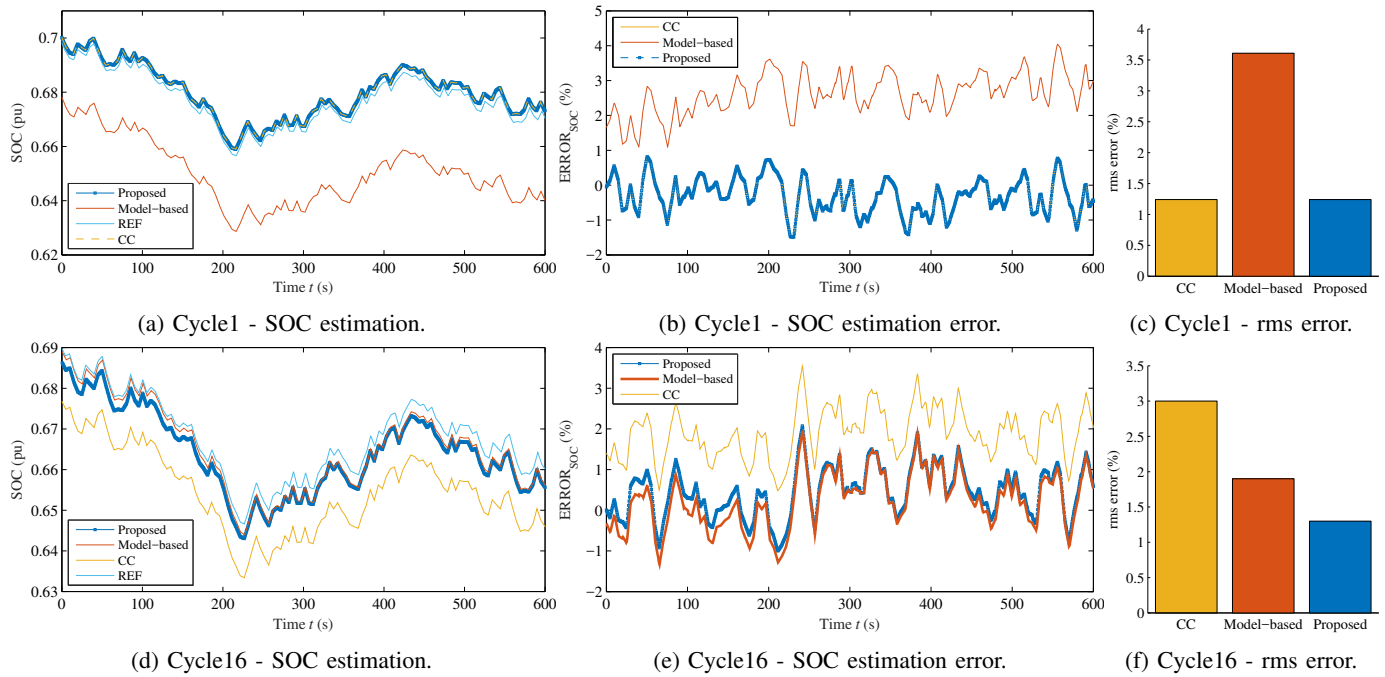 0.7
0.68
0.66
0.64
0.62
SOC (pu)
Proposed
Model−based
REF
CC
0 100 200 300 400 500 600
Time t (s)
(a) Cycle1 - SOC estimation.
5
4
3
2
1
0
−1
−2
ERROR_SOC (%)
CC
Model−based
Proposed
0 100 200 300 400 500 600
Time t (s)
(b) Cycle1 - SOC estimation error.
4
3.5
3
2.5
2
1.5
1
0.5
0
rms error (%)
CC Model−based Proposed
(c) Cycle1 - rms error.
0.69
0.68
0.67
0.66
0.65
0.64
0.63
SOC (pu)
Proposed
Model−based
CC
REF
0 100 200 300 400 500 600
Time t (s)
(d) Cycle16 - SOC estimation.
4
3
2
1
0
−1
−2
ERROR_SOC (%)
Proposed
Model−based
CC
0 100 200 300 400 500 600
Time t (s)
(e) Cycle16 - SOC estimation error.
3.5
3
2.5
2
1.5
1
0.5
0
rms error (%)
CC Model−based Proposed
(f) Cycle16 - rms error.